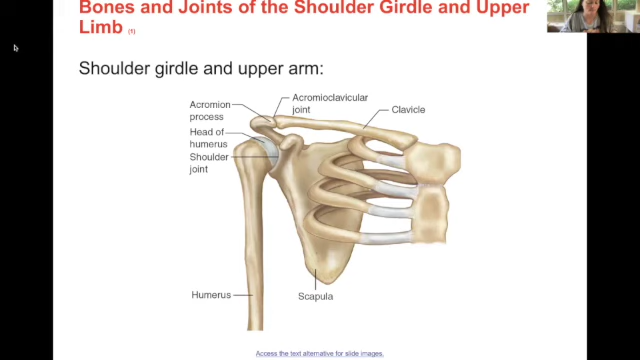 Bones and Joints of the Shoulder Girdle and Upper
Limb (1)
Shoulder girdle and upper arm:
Acromioclavicular
joint
Acromion
process
Clavicle
Head of
humerus
Shoulder
joint
Humerus
Scapula
Access the text alternative for slide images.